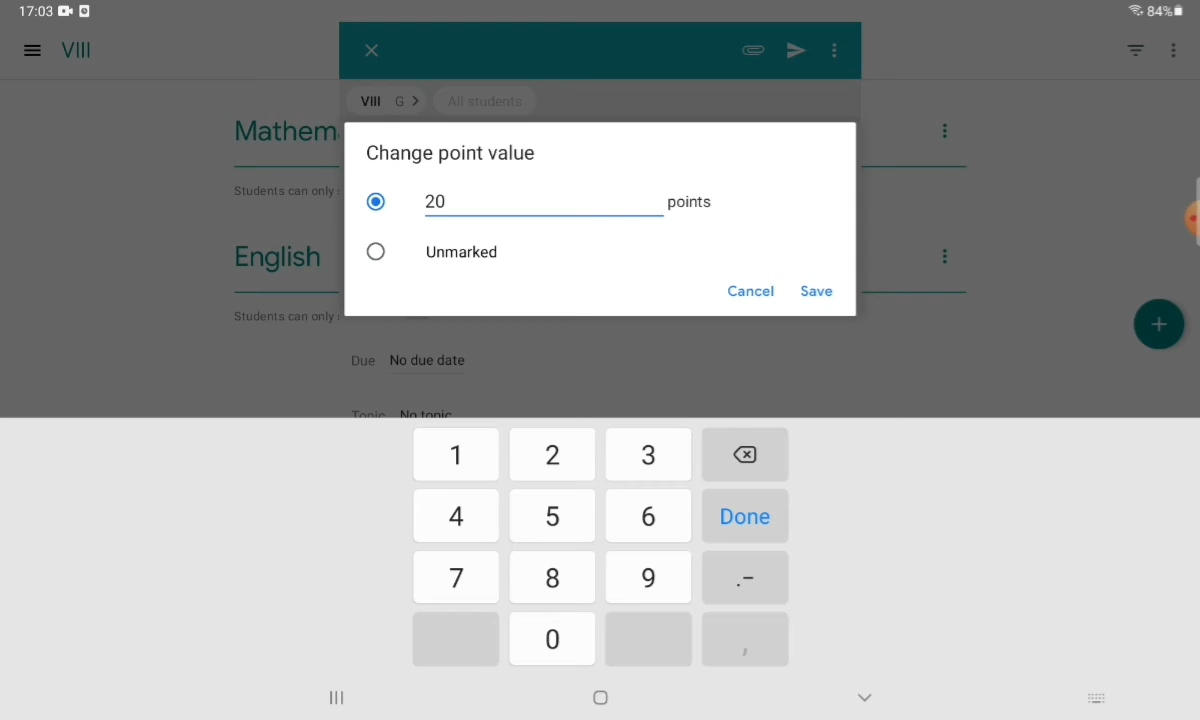 17:03
84%
VIII
VIII G
All students
Mathem
Students can only
English
Students can only
Change point value
20 points
Unmarked
Cancel Save
Due No due date
Topic No topic
1 2 3
4 5 6 Done
7 8 9 .-
0 ,